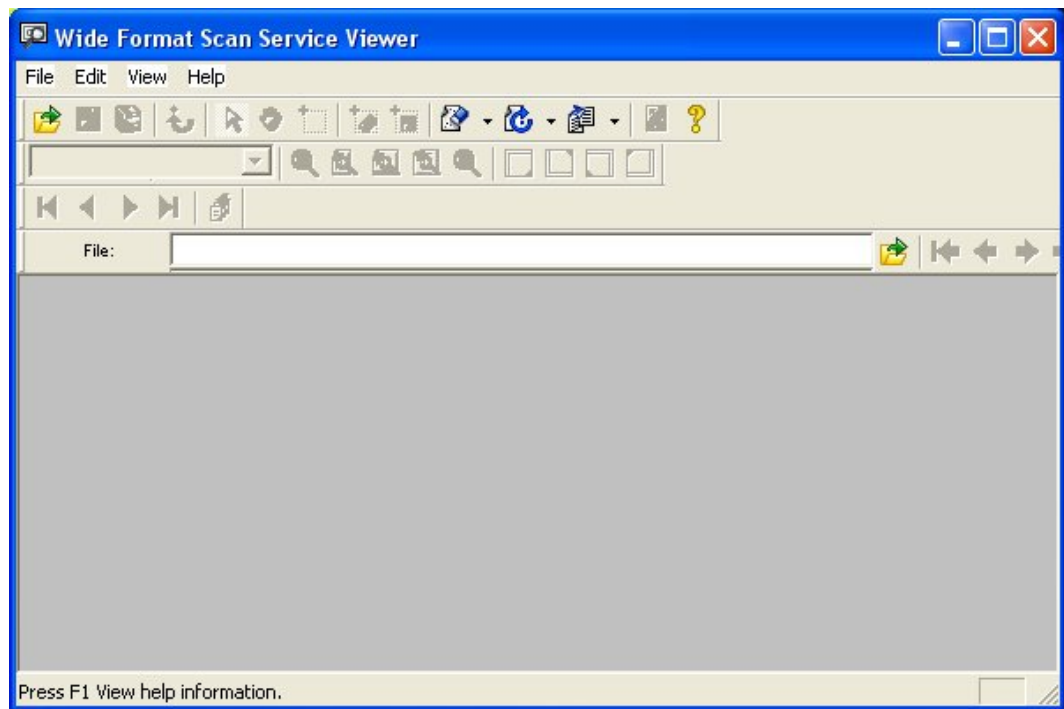 Wide Format Scan Service Viewer
File Edit View Help
File:
Press F1 View help information.